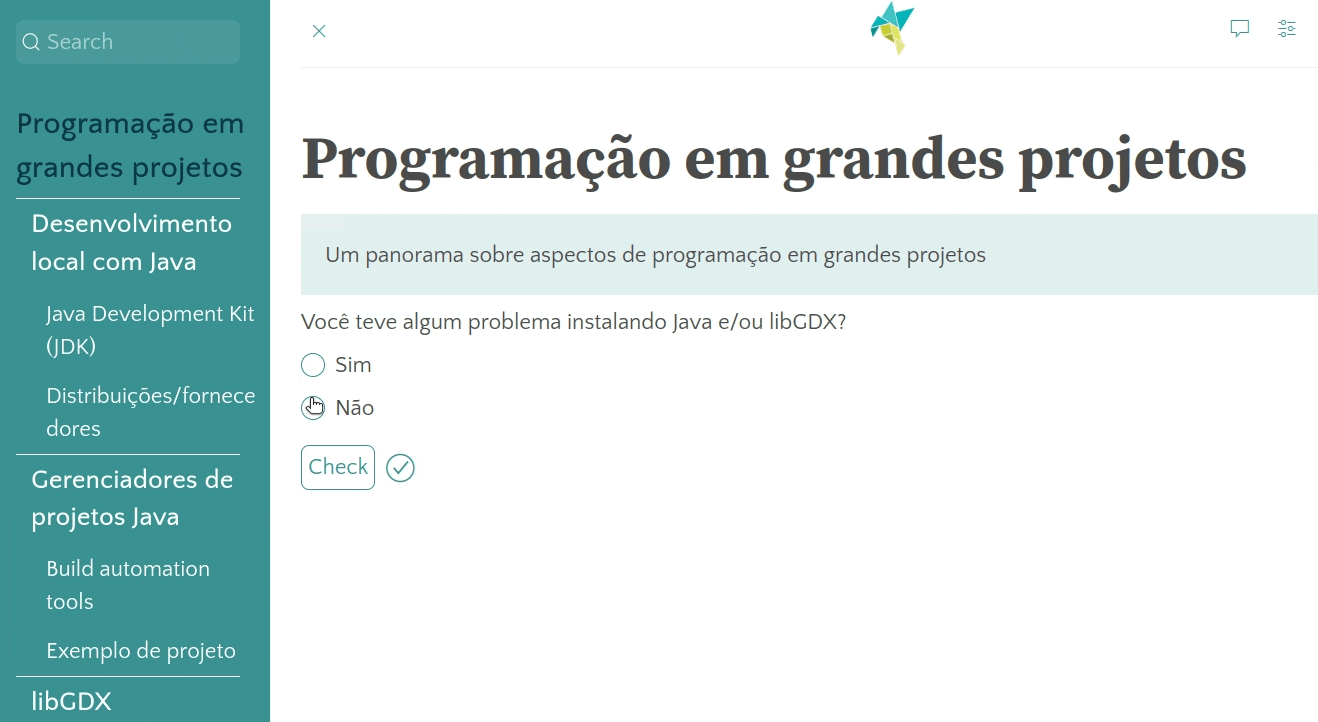 Search
Programação em
grandes projetos
Desenvolvimento
local com Java
Java Development Kit
(JDK)
Distribuições/fornece
dores
Gerenciadores de
projetos Java
Build automation
tools
Exemplo de projeto
libGDX
Programação em grandes projetos
Um panorama sobre aspectos de programação em grandes projetos
Você teve algum problema instalando Java e/ou libGDX?
Sim
Não
Check